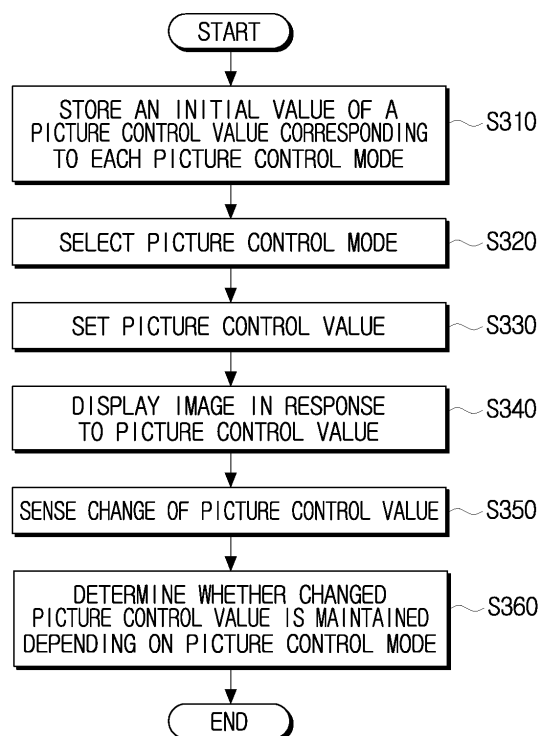 START
STORE AN INITIAL VALUE OF A
PICTURE CONTROL VALUE CORRESPONDING
TO EACH PICTURE CONTROL MODE
S310
SELECT PICTURE CONTROL MODE
S320
SET PICTURE CONTROL VALUE
S330
DISPLAY IMAGE IN RESPONSE
TO PICTURE CONTROL VALUE
S340
SENSE CHANGE OF PICTURE CONTROL VALUE
S350
DETERMINE WHETHER CHANGED
PICTURE CONTROL VALUE IS MAINTAINED
DEPENDING ON PICTURE CONTROL MODE
S360
END